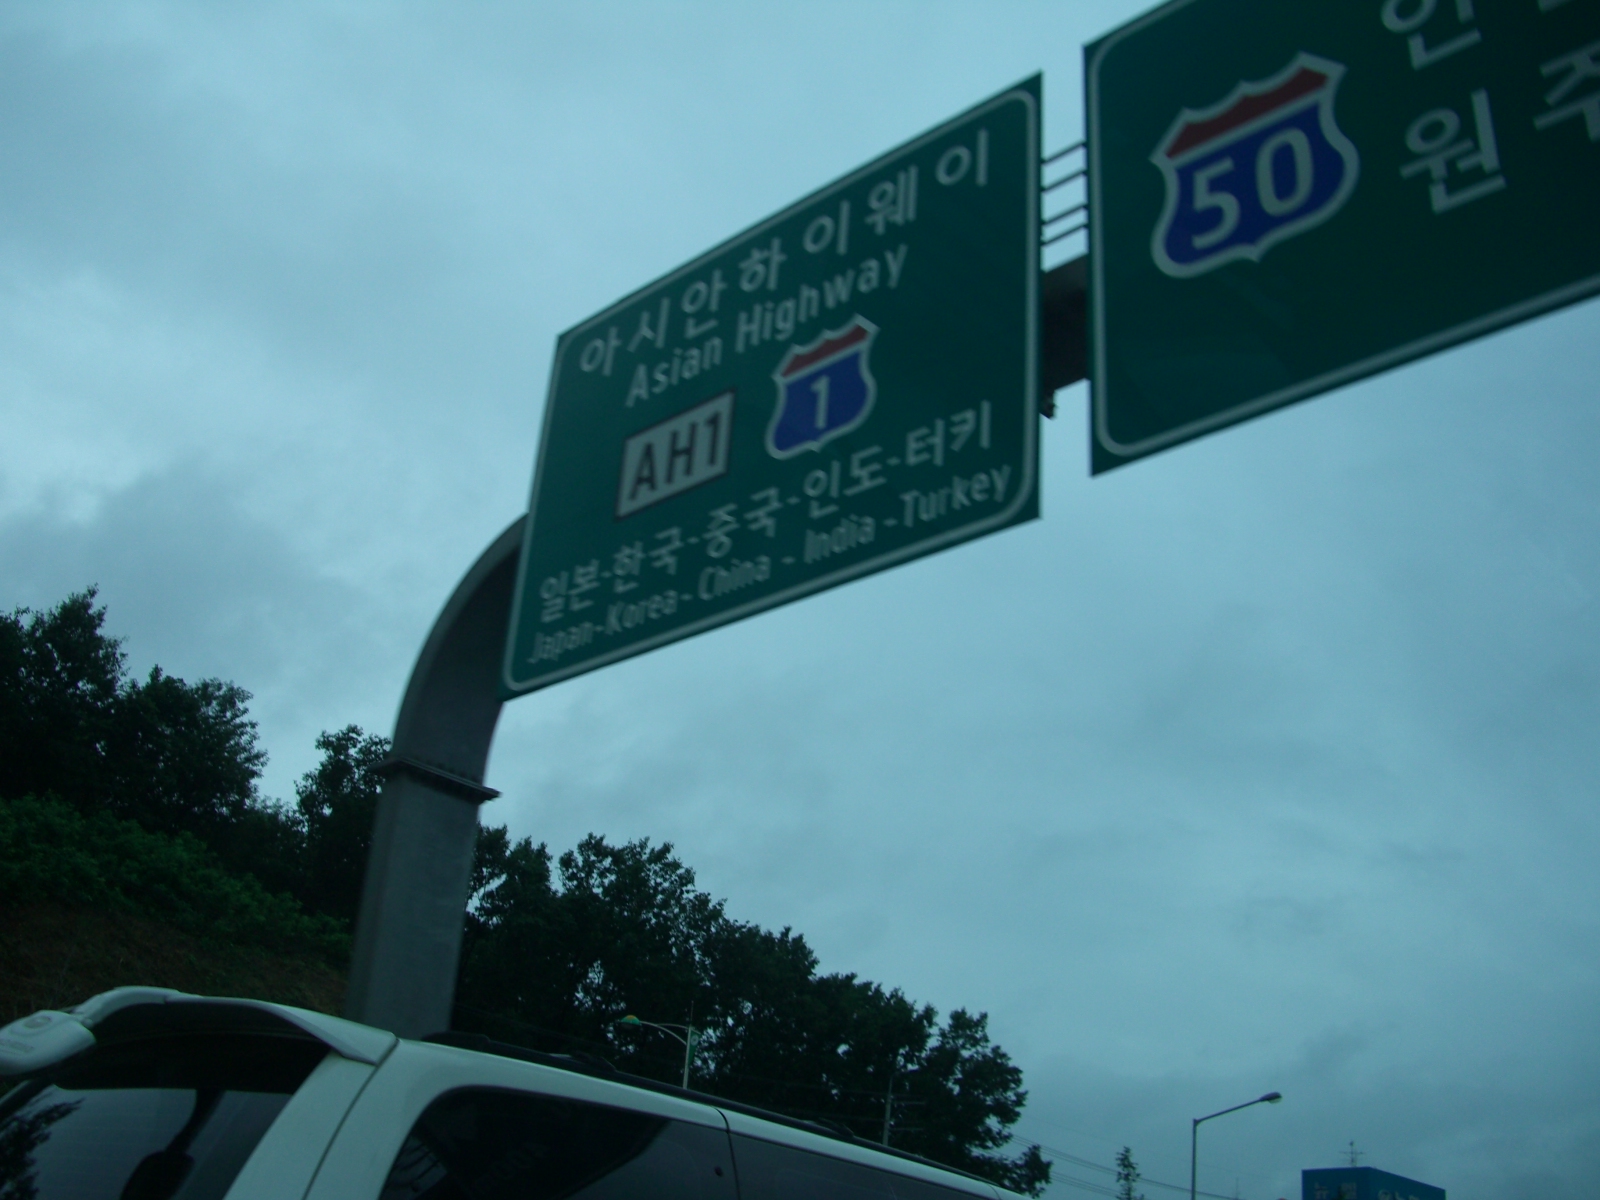 아시안하이웨이
Asian Highway
AH1 1
일본-한국-중국-인도-터키
Japan-Korea-China-India-Turkey
50
원주